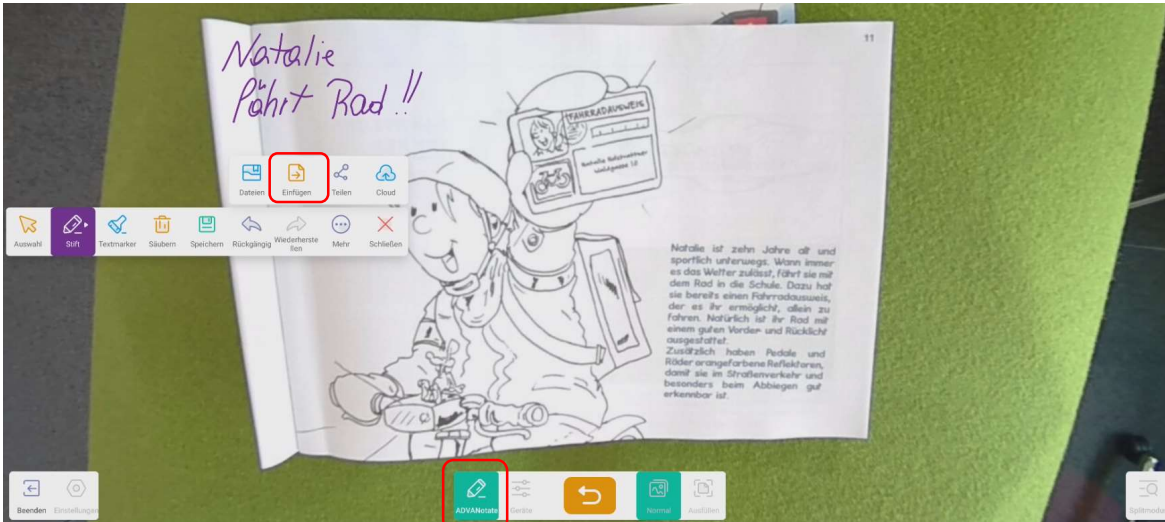 11
Natalie
fährt Rad!!
FAHRRADAUSWEIS
Dateien
Einfügen
Teilen
Cloud
Auswahl
Stift
Textmarker
Säubern
Speichern
Rückgängig
Wiederherste
llen
Mehr
Schließen
Natalie ist zehn Jahre alt und
sportlich unterwegs. Wann immer
es das Wetter zulässt, fährt sie mit
dem Rad in die Schule. Dazu hat
sie bereits einen Fahrradausweis,
der es ihr ermöglicht, allein zu
fahren. Natürlich ist ihr Rad mit
einem guten Vorder- und Rücklicht
ausgestattet.
Zusätzlich haben Pedale und
Räder orangefarbene Reflektoren,
damit sie im Straßenverkehr und
besonders beim Abbiegen gut
erkennbar ist.
Beenden
Einstellungen
ADVANotate
Geräte
Normal
Ausfüllen
Splitmodu